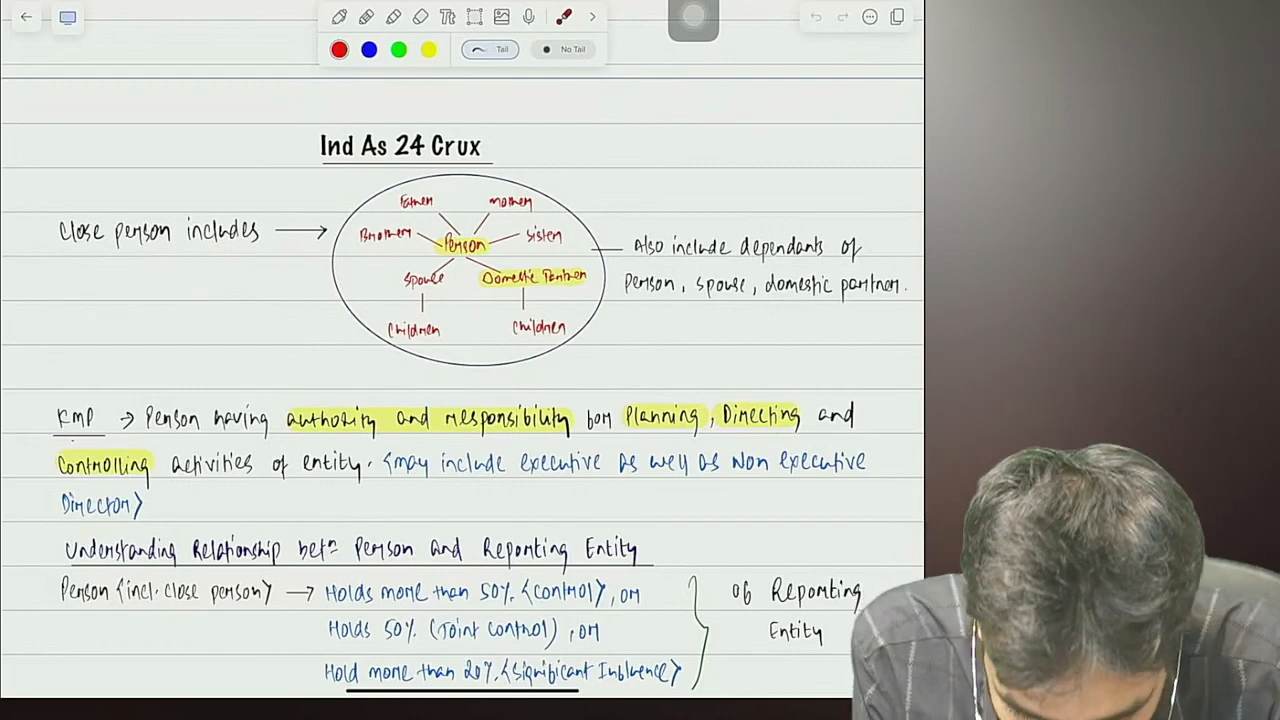 Tail
No Tail
Ind As 24 Crux
Close person includes
Father
mother
Brother
Person
Sister
Spouse
Domestic Partner
Children
Children
Also include dependants of
Person, spouse, domestic partner.
KMP → Person having authority and responsibility for Planning, Directing and
Controlling activities of entity. {may include executive as well as Non executive
Director}
Understanding Relationship betⁿ Person and Reporting Entity
Person {incl. close person} → Holds more than 50%. {control}, or
Holds 50% (Joint Control), or
Hold more than 20%. {Significant Influence}
of Reporting
Entity